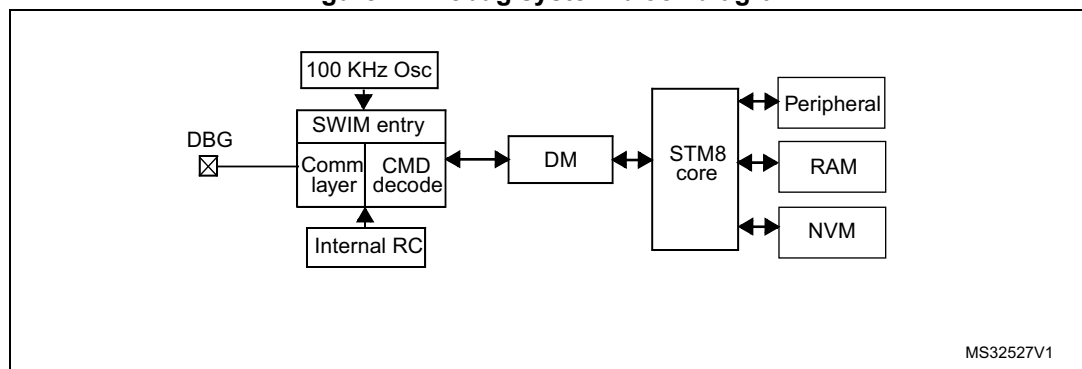 100 KHz Osc
SWIM entry
DBG
Comm
layer
CMD
decode
Internal RC
DM
STM8
core
Peripheral
RAM
NVM
MS32527V1